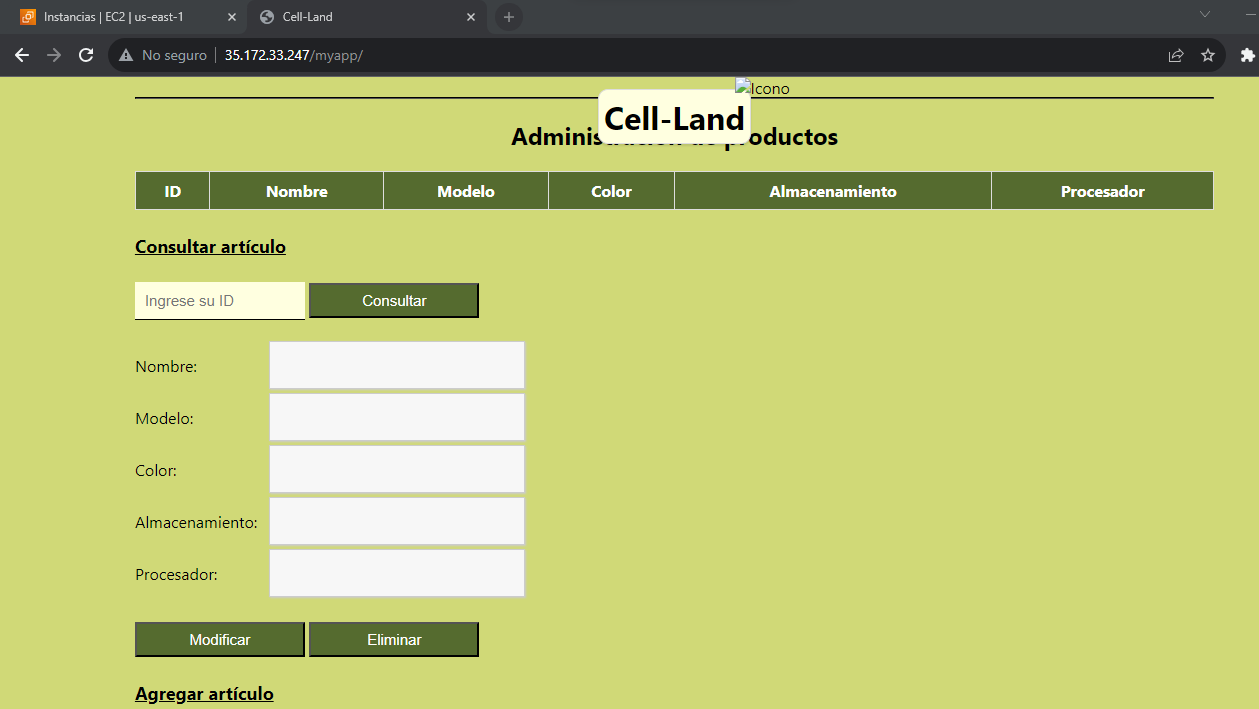 Instancias | EC2 | us-east-1
Cell-Land
No seguro
35.172.33.247/myapp/
Icono
Cell-Land
Administración de productos
ID Nombre Modelo Color Almacenamiento Procesador
Consultar artículo
Ingrese su ID Consultar
Nombre:
Modelo:
Color:
Almacenamiento:
Procesador:
Modificar Eliminar
Agregar artículo